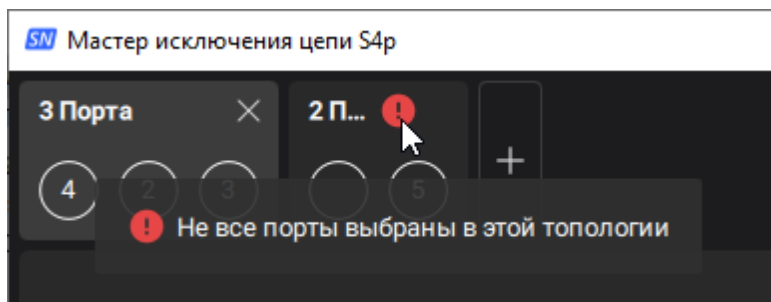 SN Мастер исключения цепи S4p
3 Порта 2 П...
4 2 3 5
Не все порты выбраны в этой топологии